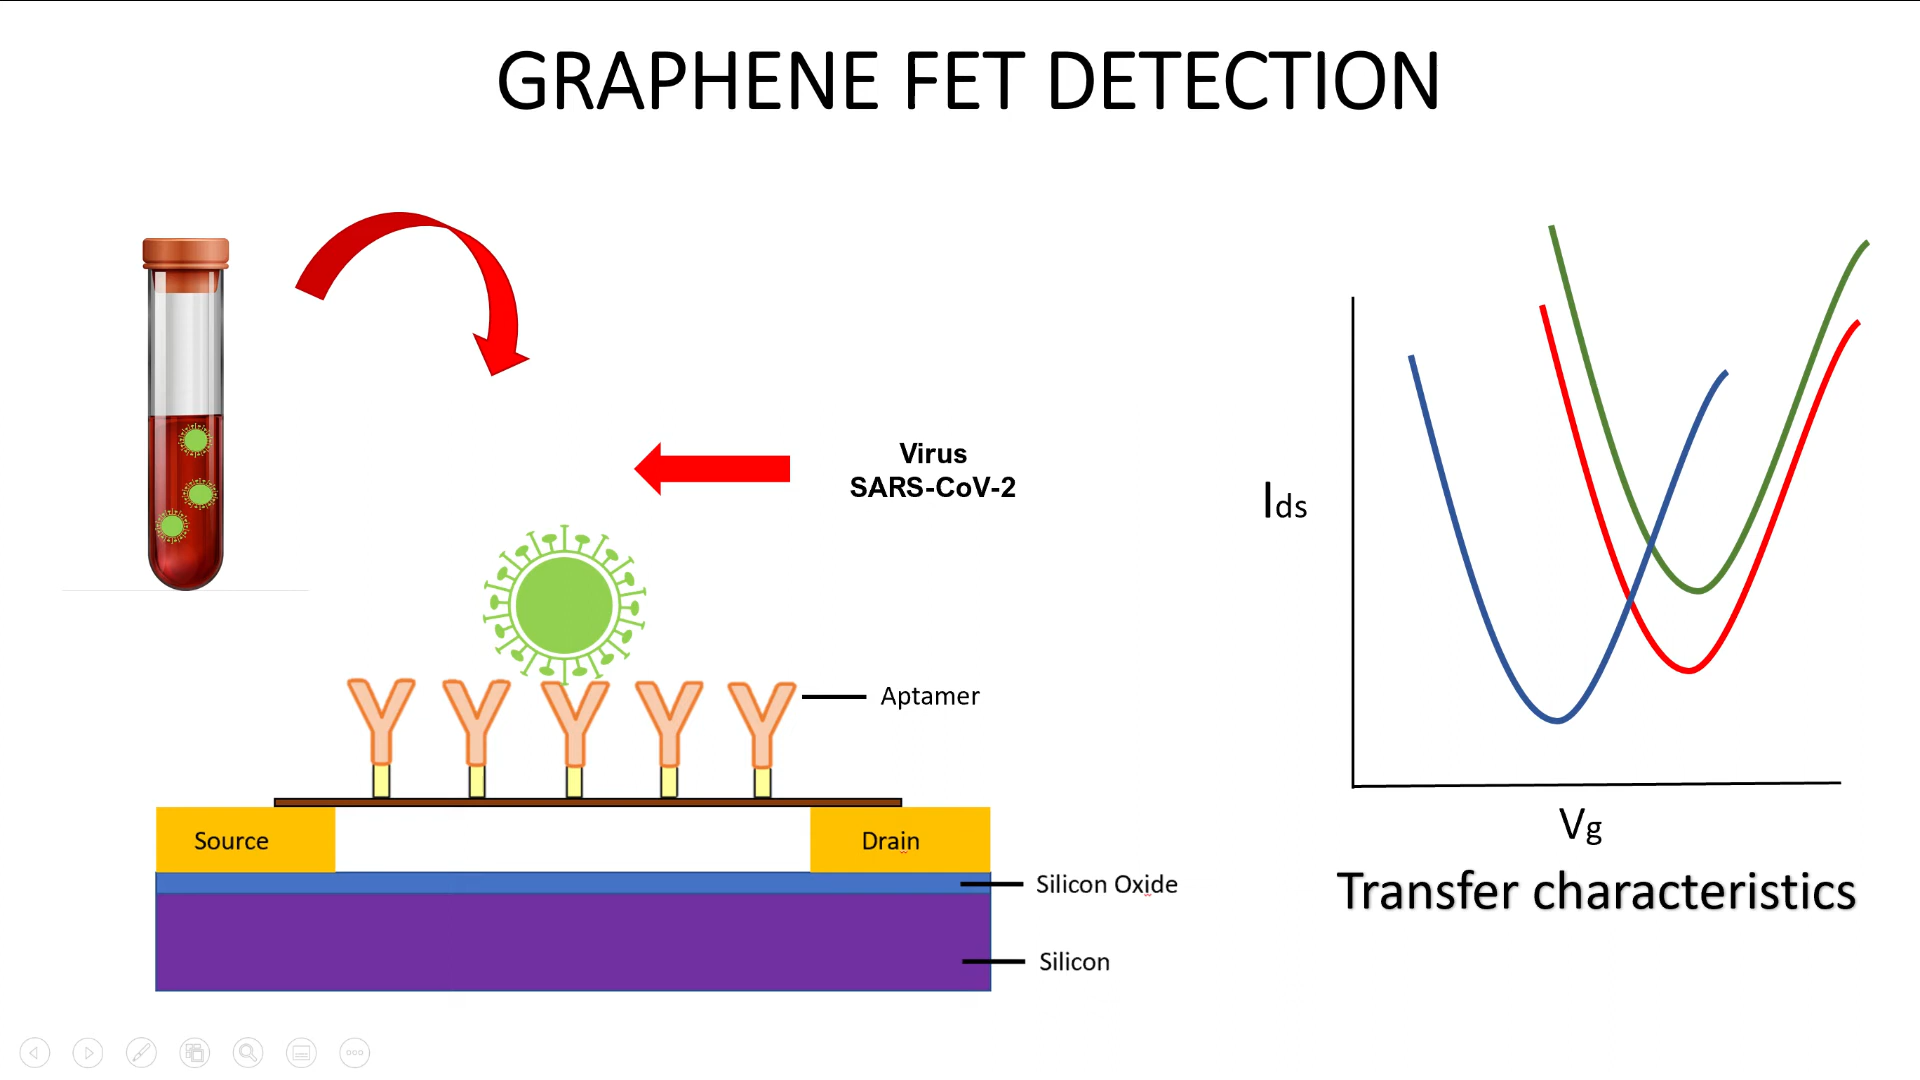 GRAPHENE FET DETECTION
Virus
SARS-CoV-2
Aptamer
Source
Drain
Silicon Oxide
Silicon
Ids
Vg
Transfer characteristics